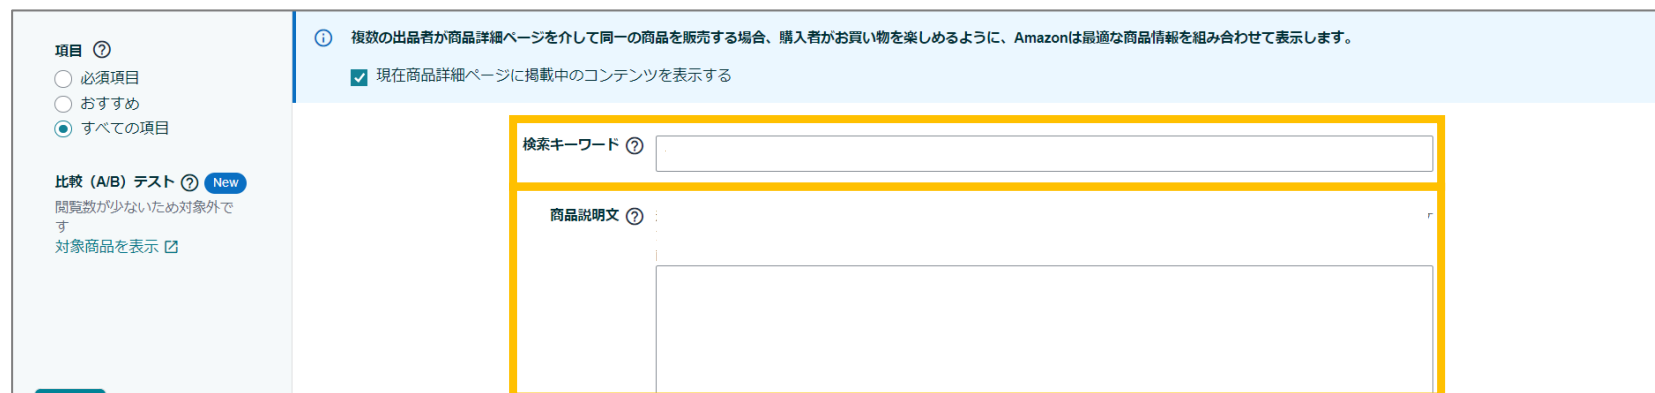 項目
必須項目
おすすめ
すべての項目
比較（A/B）テスト New
閲覧数が少ないため対象外で
す
対象商品を表示
複数の出品者が商品詳細ページを介して同一の商品を販売する場合、購入者がお買い物を楽しめるように、Amazonは最適な商品情報を組み合わせて表示します。
現在商品詳細ページに掲載中のコンテンツを表示する
検索キーワード
商品説明文